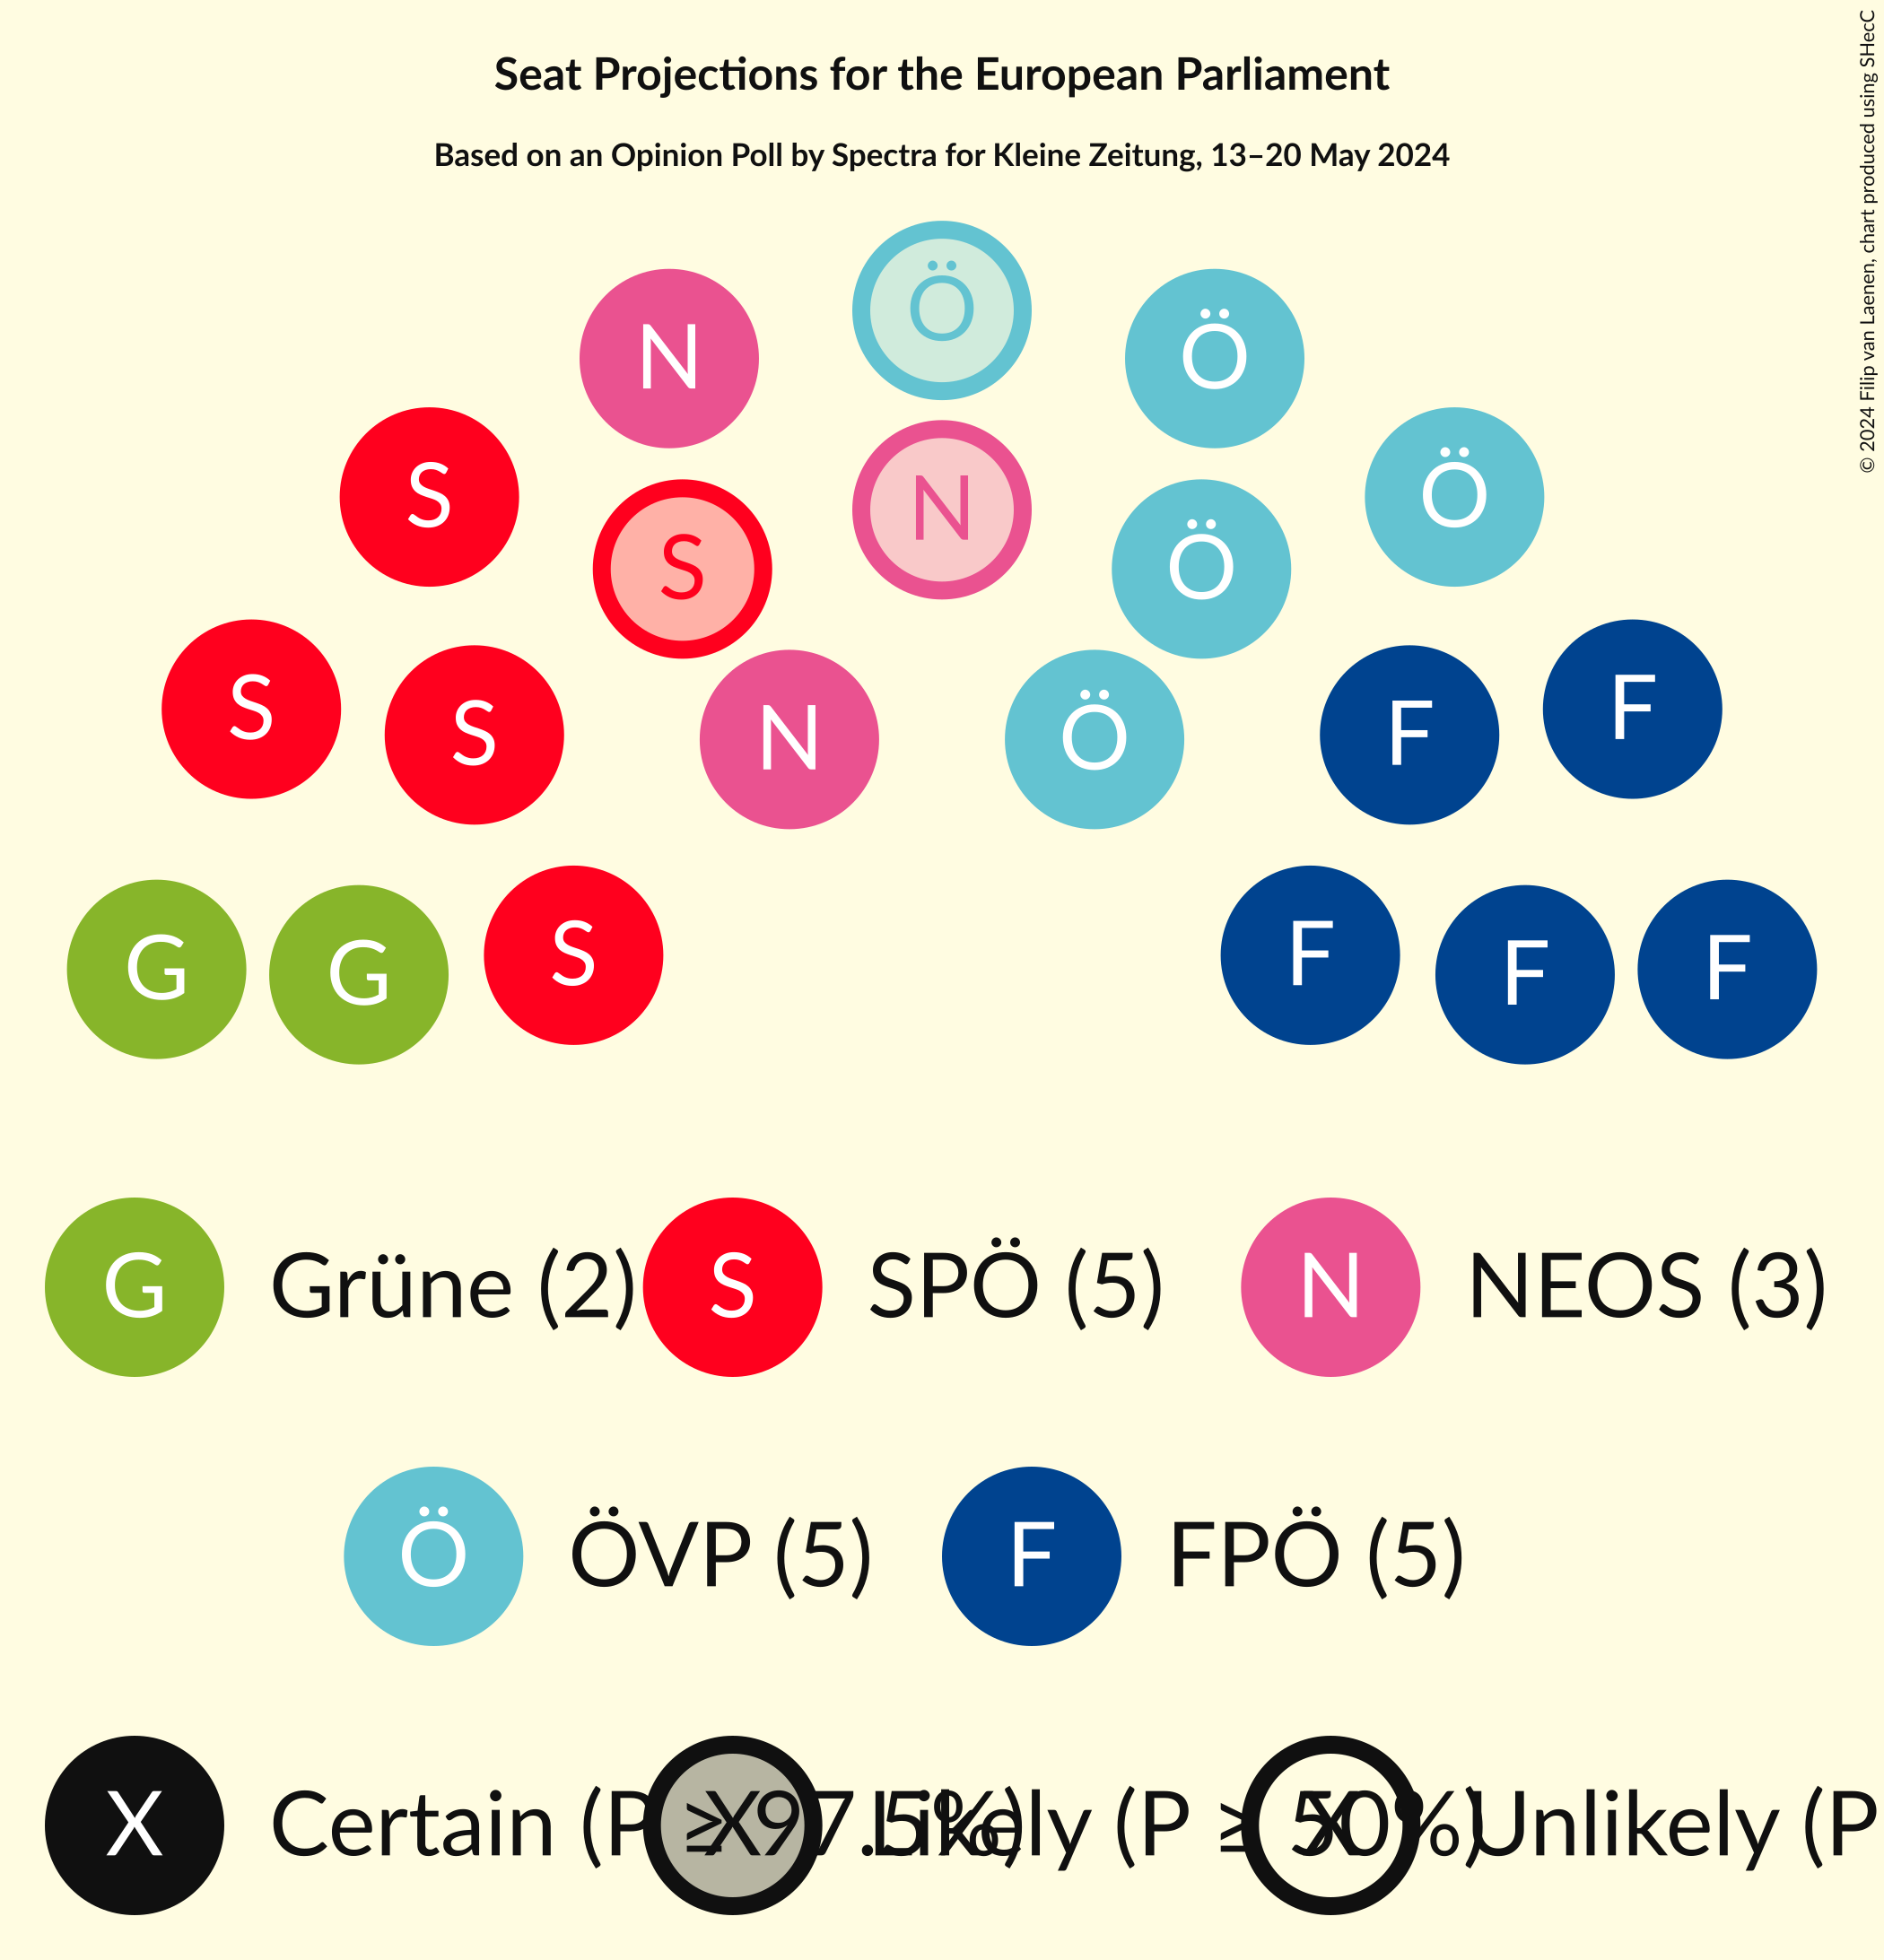 Seat Projections for the European Parliament
Based on an Opinion Poll by Spectra for Kleine Zeitung, 13–20 May 2024
© 2024 Filip van Laenen, chart produced using SHecC
Ö
N Ö
S Ö
N
S Ö
S F
S F
N Ö
S F
G F
G F
G Grüne (2) S SPÖ (5) N NEOS (3)
Ö ÖVP (5) F FPÖ (5)
X Certain (P ≥ 97.5%) X Likely (P ≥ 50%) X Unlikely (P